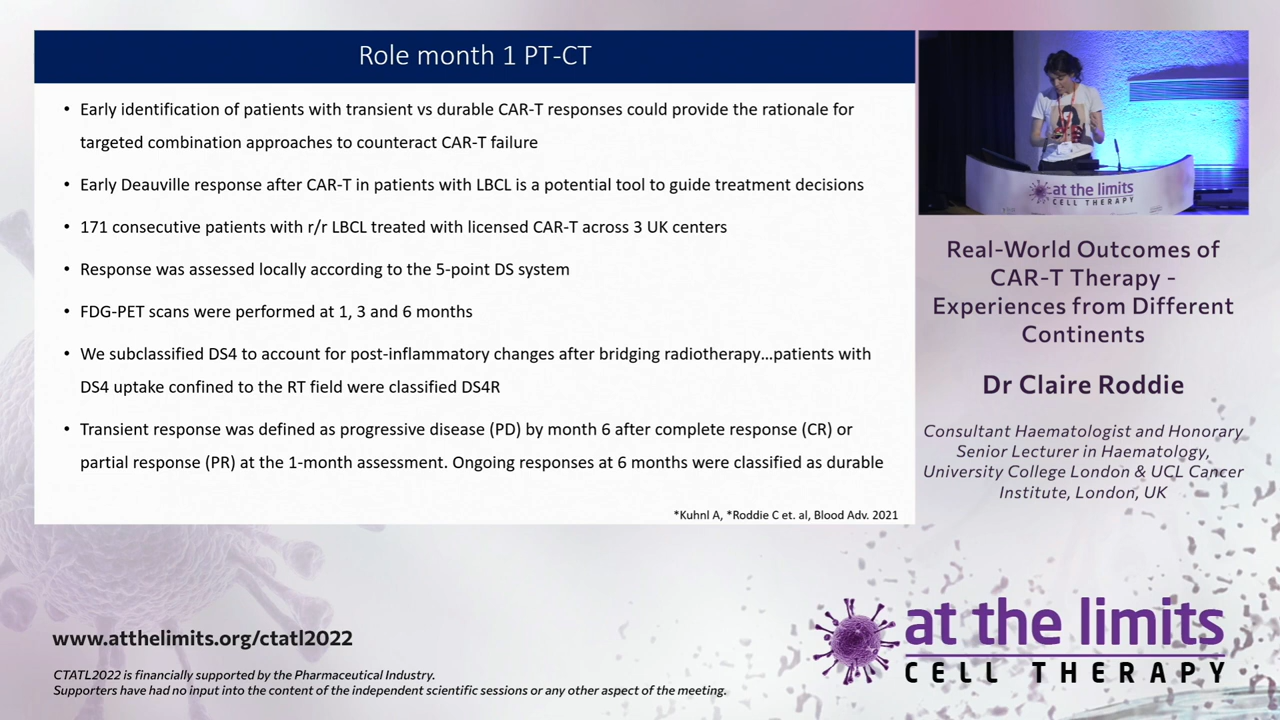 Role month 1 PT-CT
• Early identification of patients with transient vs durable CAR-T responses could provide the rationale for
targeted combination approaches to counteract CAR-T failure
• Early Deauville response after CAR-T in patients with LBCL is a potential tool to guide treatment decisions
• 171 consecutive patients with r/r LBCL treated with licensed CAR-T across 3 UK centers
• Response was assessed locally according to the 5-point DS system
• FDG-PET scans were performed at 1, 3 and 6 months
• We subclassified DS4 to account for post-inflammatory changes after bridging radiotherapy...patients with
DS4 uptake confined to the RT field were classified DS4R
• Transient response was defined as progressive disease (PD) by month 6 after complete response (CR) or
partial response (PR) at the 1-month assessment. Ongoing responses at 6 months were classified as durable
*Kuhnl A, *Roddie C et. al, Blood Adv. 2021
at the limits
CELL THERAPY
Real-World Outcomes of
CAR-T Therapy -
Experiences from Different
Continents
Dr Claire Roddie
Consultant Haematologist and Honorary
Senior Lecturer in Haematology,
University College London & UCL Cancer
Institute, London, UK
www.atthelimits.org/ctatl2022
CTATL2022 is financially supported by the Pharmaceutical Industry.
Supporters have had no input into the content of the independent scientific sessions or any other aspect of the meeting.
at the limits
CELL THERAPY